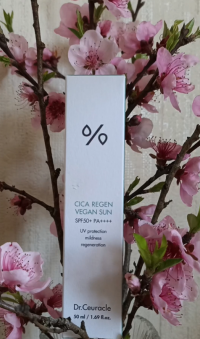 CICA REGEN
VEGAN SUN
SPF50+ PA++++
UV protection
mildness
regeneration
Dr.Ceuracle
50 ml / 1.69 fl. oz.